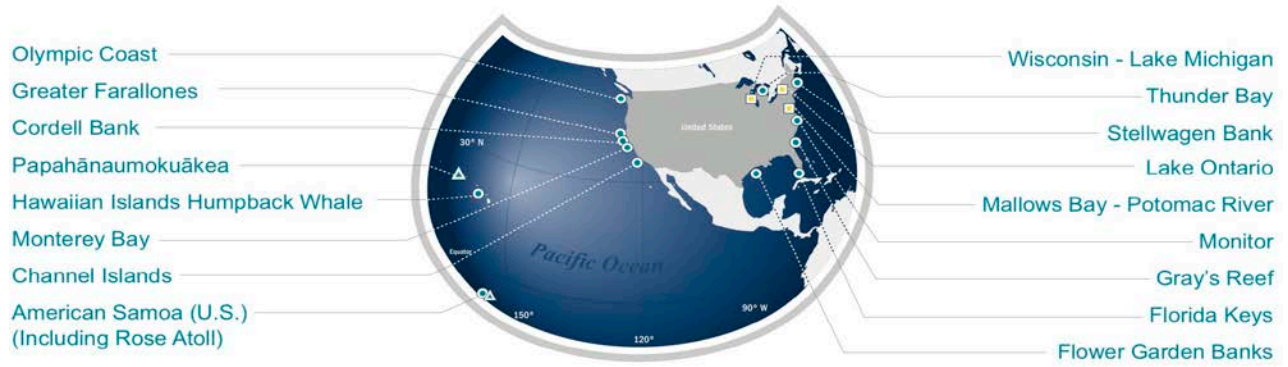 Olympic Coast
Greater Farallones
Cordell Bank
Papahānaumokuākea
Hawaiian Islands Humpback Whale
Monterey Bay
Channel Islands
American Samoa (U.S.)
(Including Rose Atoll)
30° N
Equator
150°
120°
90° W
United States
Pacific Ocean
Wisconsin - Lake Michigan
Thunder Bay
Stellwagen Bank
Lake Ontario
Mallows Bay - Potomac River
Monitor
Gray's Reef
Florida Keys
Flower Garden Banks